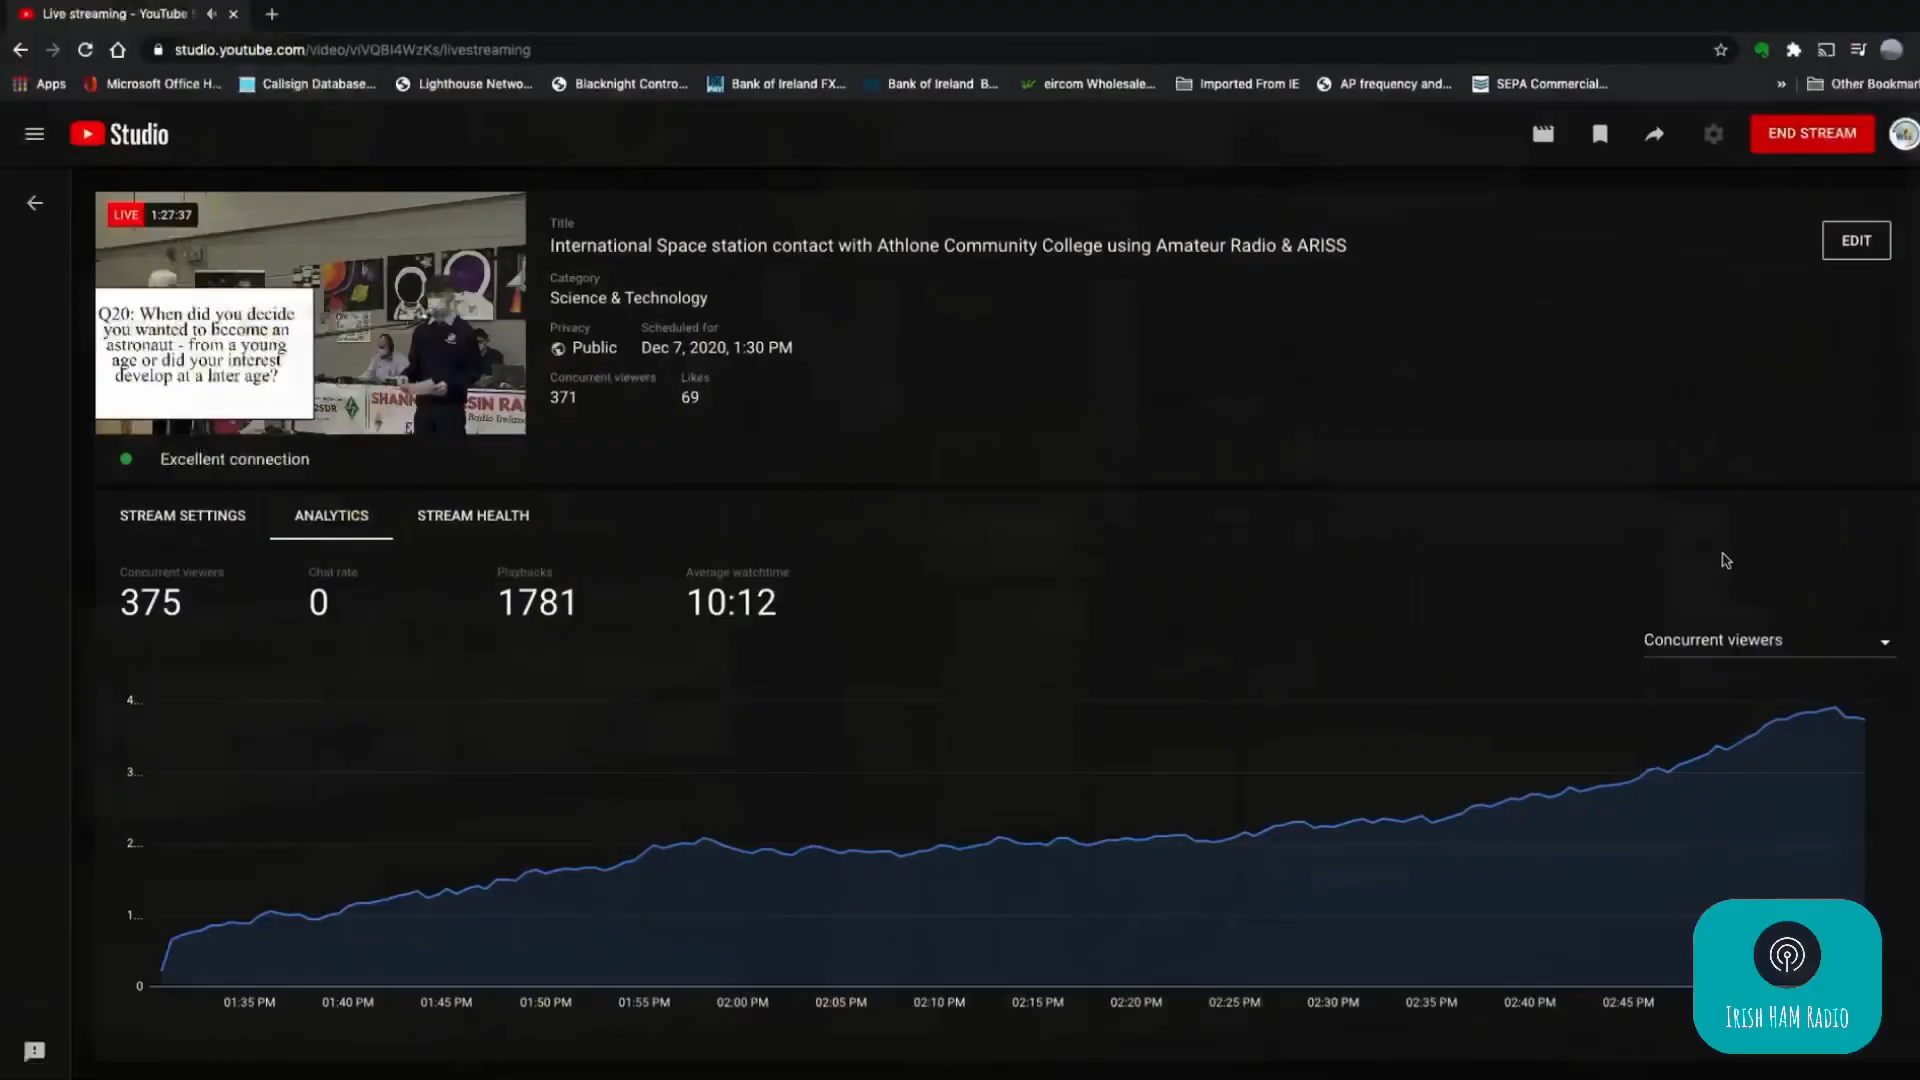 Live streaming - YouTube S
studio.youtube.com/video/viVQBI4WzKs/livestreaming
Apps
Microsoft Office H...
Callsign Database...
Lighthouse Netwo...
Blacknight Contro...
Bank of Ireland FX...
Bank of Ireland B...
eircom Wholesale...
Imported From IE
AP frequency and...
SEPA Commercial...
»
Other Bookmar
Studio
END STREAM
LIVE 1:27:37
Q20: When did you decide
you wanted to become an
astronaut - from a young
age or did your interest
develop at a later age?
SHANN
SIN RA
Radio Irelan
Title
International Space station contact with Athlone Community College using Amateur Radio & ARISS
EDIT
Category
Science & Technology
Privacy
Scheduled for
Public
Dec 7, 2020, 1:30 PM
Concurrent viewers
Likes
371
69
Excellent connection
STREAM SETTINGS
ANALYTICS
STREAM HEALTH
Concurrent viewers
Chat rate
Playbacks
Average watchtime
375
0
1781
10:12
Concurrent viewers
4...
3...
2...
1...
0
01:35 PM
01:40 PM
01:45 PM
01:50 PM
01:55 PM
02:00 PM
02:05 PM
02:10 PM
02:15 PM
02:20 PM
02:25 PM
02:30 PM
02:35 PM
02:40 PM
02:45 PM
IRISH HAM RADIO